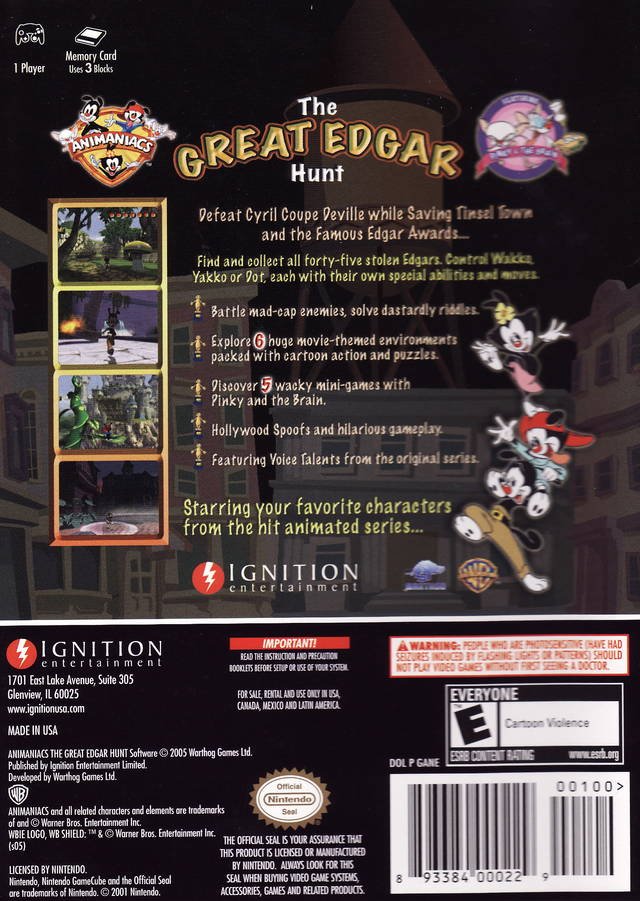 1 Player
Memory Card
Uses 3 Blocks
ANIMANIACS
The
GREAT EDGAR
Hunt
PINKY & THE BRAIN
Defeat Cyril Coupe Deville while Saving Tinsel Town
and the Famous Edgar Awards...
Find and collect all forty-five stolen Edgars. Control Wakko,
Yakko or Dot, each with their own special abilities and moves.
Battle mad-cap enemies, solve dastardly riddles.
Explore 6 huge movie-themed environments
packed with cartoon action and puzzles.
Discover 5 wacky mini-games with
Pinky and the Brain.
Hollywood Spoofs and hilarious gameplay.
Featuring Voice Talents from the original series.
Starring your favorite characters
from the hit animated series...
IGNITION
entertainment
IGNITION
entertainment
1701 East Lake Avenue, Suite 305
Glenview, IL 60025
www.ignitionusa.com
MADE IN USA
ANIMANIACS THE GREAT EDGAR HUNT Software © 2005 Warthog Games Ltd.
Published by Ignition Entertainment Limited.
Developed by Warthog Games Ltd.
ANIMANIACS and all related characters and elements are trademarks
of and © Warner Bros. Entertainment Inc.
WBIE LOGO, WB SHIELD: ™ & © Warner Bros. Entertainment Inc.
(s05)
LICENSED BY NINTENDO.
Nintendo, Nintendo GameCube and the Official Seal
are trademarks of Nintendo. © 2001 Nintendo.
IMPORTANT!
READ THE INSTRUCTION AND PRECAUTION
BOOKLETS BEFORE SETUP OR USE OF YOUR SYSTEM.
FOR SALE, RENTAL AND USE ONLY IN USA,
CANADA, MEXICO AND LATIN AMERICA.
Official
Nintendo
Seal
THE OFFICIAL SEAL IS YOUR ASSURANCE THAT
THIS PRODUCT IS LICENSED OR MANUFACTURED
BY NINTENDO. ALWAYS LOOK FOR THIS
SEAL WHEN BUYING VIDEO GAME SYSTEMS,
ACCESSORIES, GAMES AND RELATED PRODUCTS.
WARNING: PEOPLE WHO ARE PHOTOSENSITIVE (HAVE HAD
SEIZURES INDUCED BY FLASHING LIGHTS OR PATTERNS) SHOULD
NOT PLAY VIDEO GAMES WITHOUT FIRST SEEING A DOCTOR.
EVERYONE
E
Cartoon Violence
ESRB CONTENT RATING www.esrb.org
DOL P GANE
00100>
8 93384 00022 9